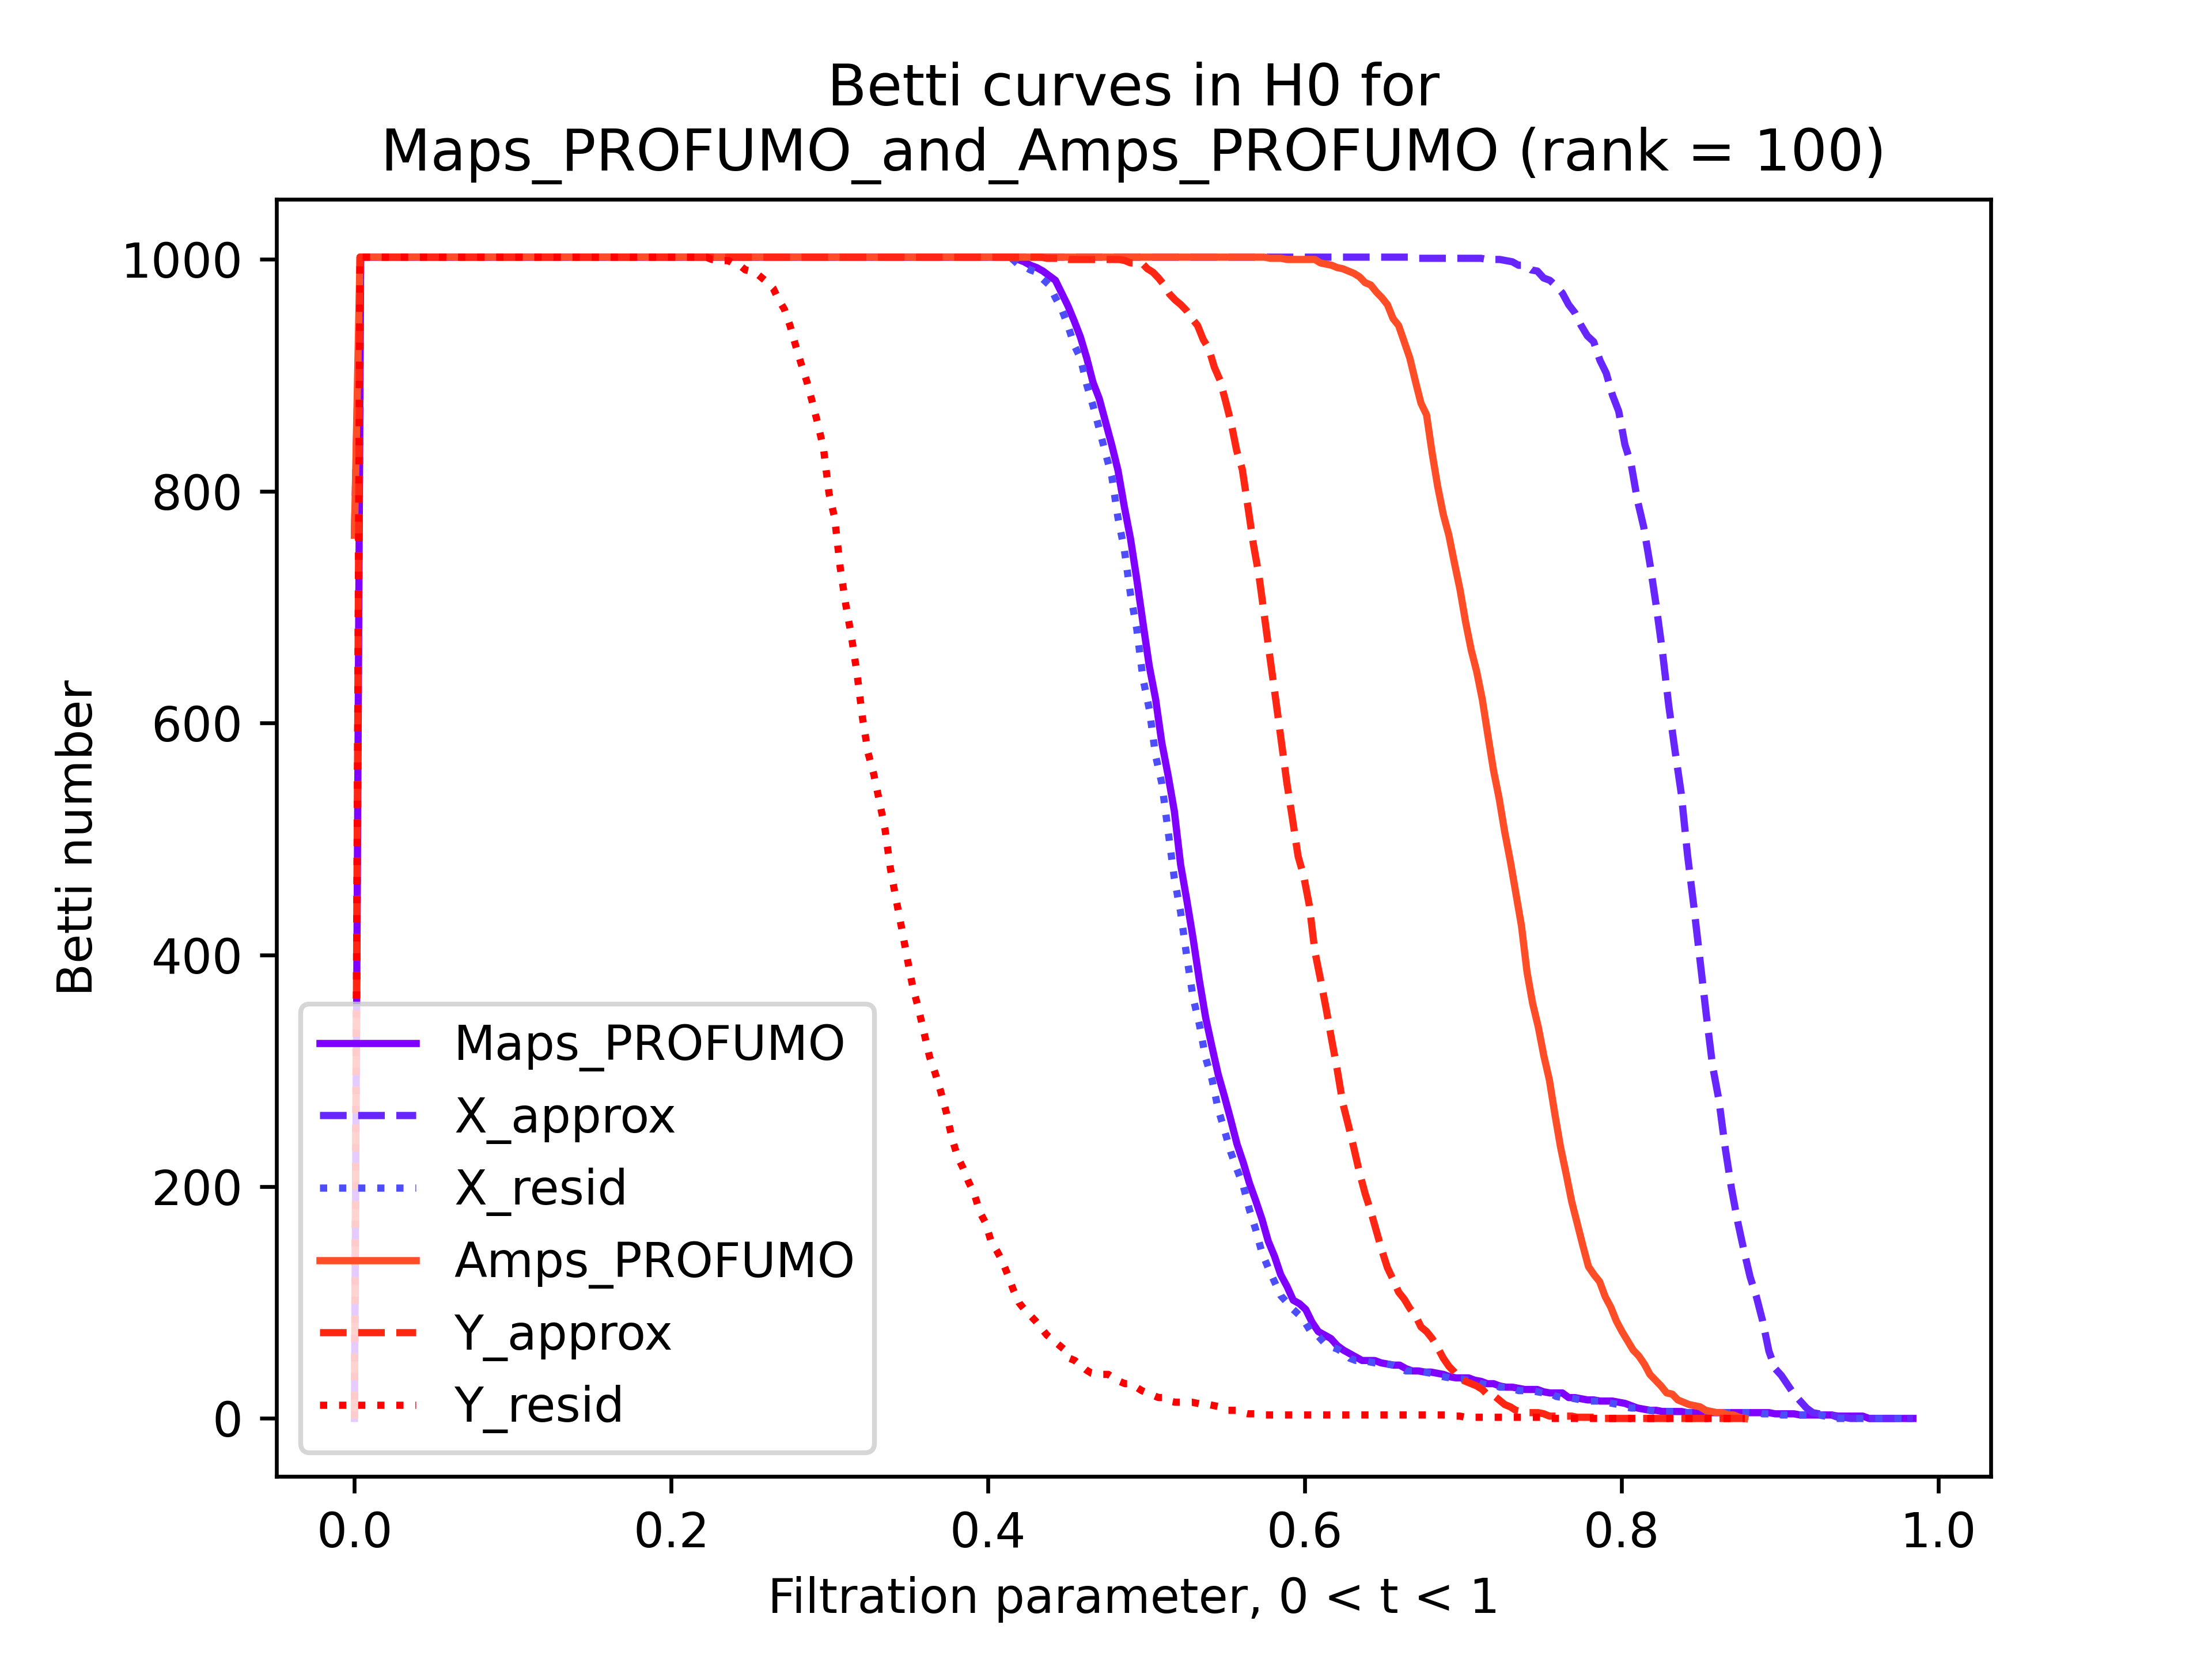 Betti curves in H0 for
Maps_PROFUMO_and_Amps_PROFUMO (rank = 100)
Betti number
1000
800
600
400
200
0
Maps_PROFUMO
X_approx
X_resid
Amps_PROFUMO
Y_approx
Y_resid
0.0 0.2 0.4 0.6 0.8 1.0
Filtration parameter, 0 < t < 1